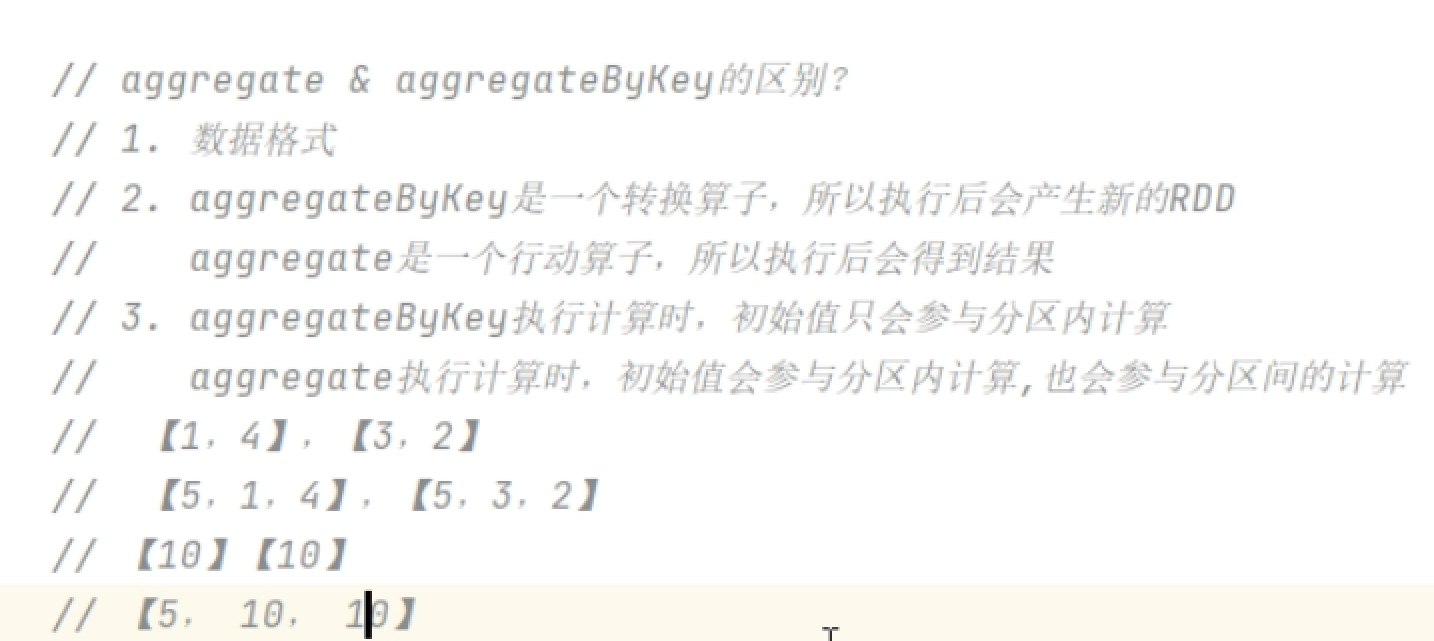 // aggregate & aggregateByKey的区别?
// 1. 数据格式
// 2. aggregateByKey是一个转换算子，所以执行后会产生新的RDD
//    aggregate是一个行动算子，所以执行后会得到结果
// 3. aggregateByKey执行计算时，初始值只会参与分区内计算
//    aggregate执行计算时，初始值会参与分区内计算,也会参与分区间的计算
//  【1，4】，【3，2】
//  【5，1，4】，【5，3，2】
// 【10】【10】
// 【5， 10， 10】